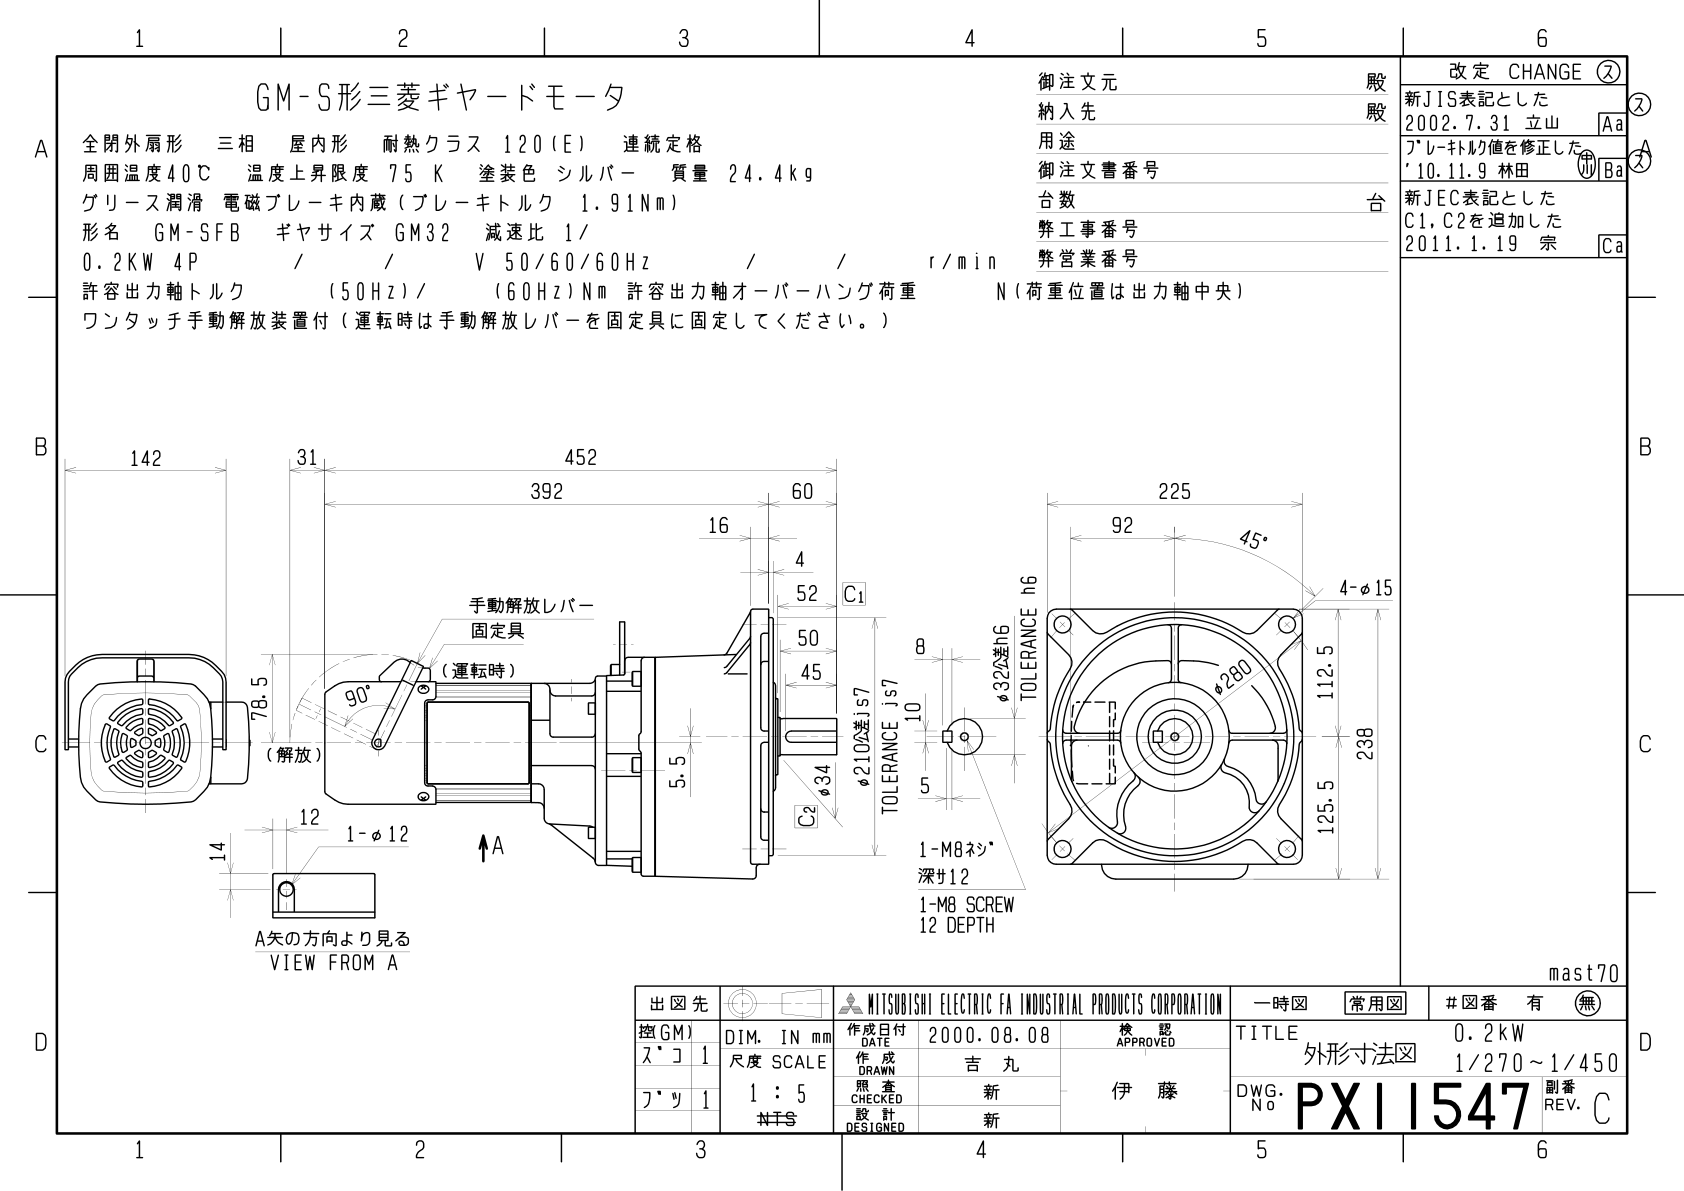 1 2 3 4 5 6
GM-S形三菱ギヤードモータ
全閉外扇形 三相 屋内形 耐熱クラス 120(E) 連続定格
周囲温度40℃ 温度上昇限度 75 K 塗装色 シルバー 質量 24.4kg
グリース潤滑 電磁ブレーキ内蔵(ブレーキトルク 1.91Nm)
形名 GM-SFB ギヤサイズ GM32 減速比 1/
0.2KW 4P / / V 50/60/60Hz / / r/min
許容出力軸トルク (50Hz)/ (60Hz)Nm 許容出力軸オーバーハング荷重 N(荷重位置は出力軸中央)
ワンタッチ手動解放装置付(運転時は手動解放レバーを固定具に固定してください。)
御注文元 殿
納入先 殿
用途
御注文書番号
台数 台
弊工事番号
弊営業番号
改定 CHANGE ス
新JIS表記とした ス
2002.7.31 立山 Aa
ブレーキトルク値を修正した ス
'10.11.9 林田 中川 Ba
新JEC表記とした
C1,C2を追加した
2011.1.19 宗 Ca
A A
B B
C C
D D
142
31
452
392
60
16
4
52 C1
50
45
手動解放レバー
固定具
(運転時)
90°
78.5
(解放)
5.5
φ34
C2
φ210公差js7
TOLERANCE js7
12
1-φ12
14
A
A矢の方向より見る
VIEW FROM A
8
10
5
φ32公差h6
TOLERANCE h6
1-M8ネジ
深サ12
1-M8 SCREW
12 DEPTH
225
92
45°
4-φ15
φ280
112.5
238
125.5
mast70
出図先
控(GM)
ズコ 1
ブツ 1
DIM. IN mm
尺度 SCALE
1 : 5
NTS
MITSUBISHI ELECTRIC FA INDUSTRIAL PRODUCTS CORPORATION
作成日付 DATE 2000.08.08
作成 DRAWN 吉丸
照査 CHECKED 新
設計 DESIGNED 新
検認 APPROVED
伊藤
一時図 常用図 #図番 有 無
TITLE 外形寸法図
0.2kW
1/270~1/450
DWG. No PX11547
副番 REV. C
1 2 3 4 5 6